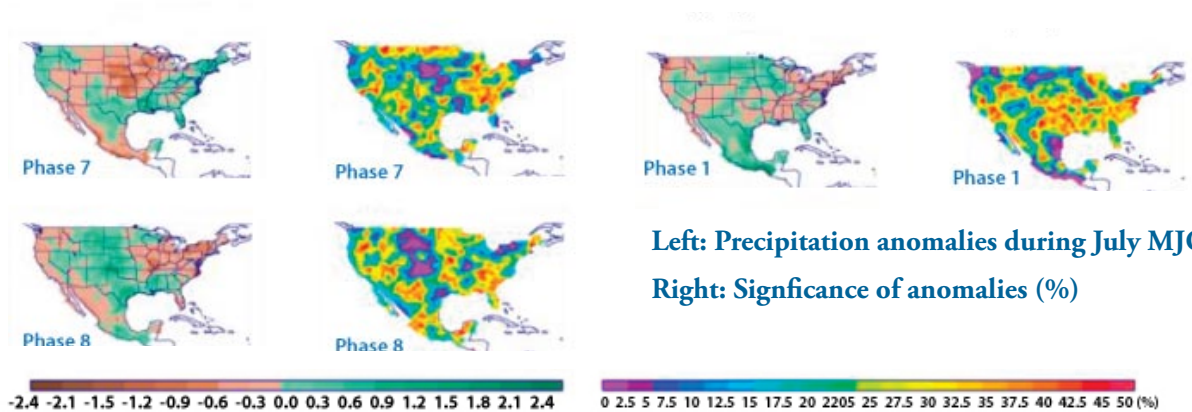 Phase 7
Phase 7
Phase 1
Phase 1
Left: Precipitation anomalies during July MJO
Right: Signficance of anomalies (%)
Phase 8
Phase 8
-2.4 -2.1 -1.5 -1.2 -0.9 -0.6 -0.3 0.0 0.3 0.6 0.9 1.2 1.5 1.8 2.1 2.4
0 2.5 5 7.5 10 12.5 15 17.5 20 2205 25 27.5 30 32.5 35 37.5 40 42.5 45 50 (%)